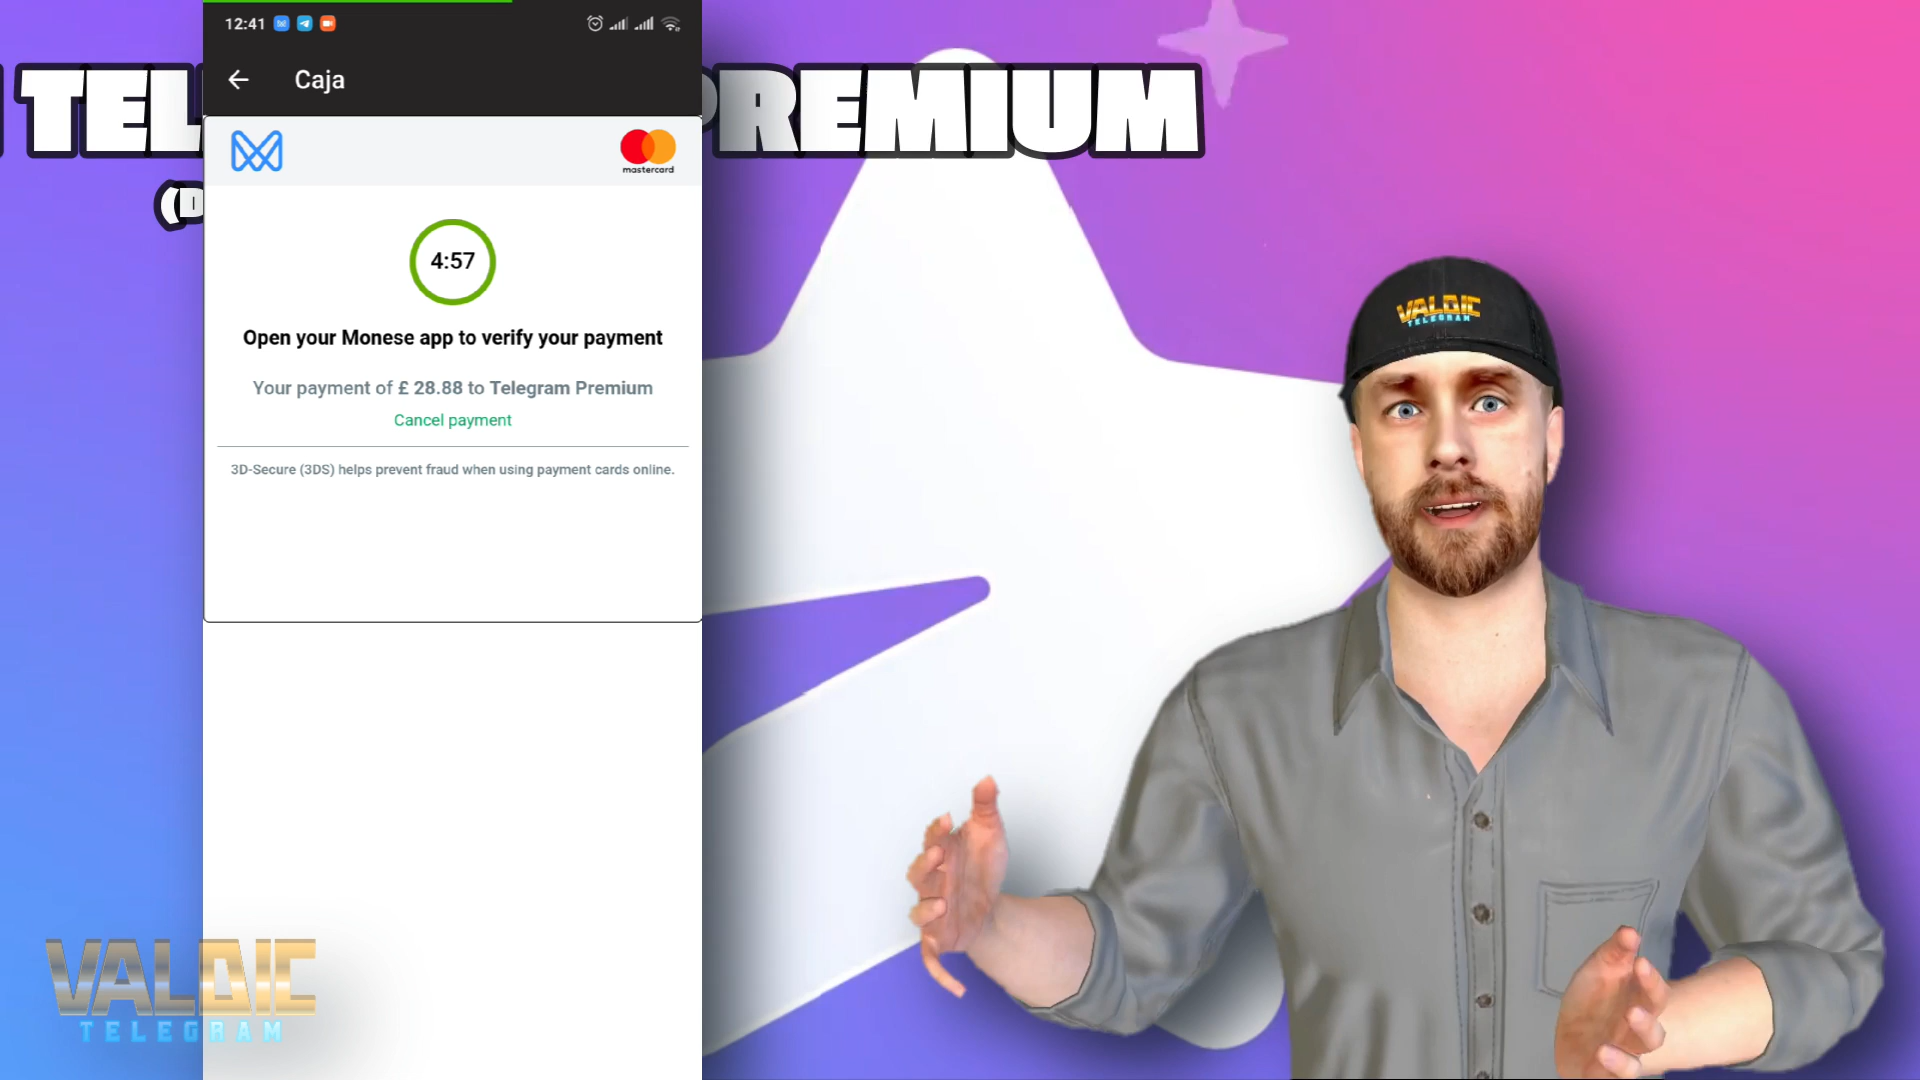 12:41
Caja
TEL PREMIUM
(D
mastercard
4:57
Open your Monese app to verify your payment
Your payment of £ 28.88 to Telegram Premium
Cancel payment
3D-Secure (3DS) helps prevent fraud when using payment cards online.
VALDIC
TELEGRAM
VALDIC
TELEGRAM